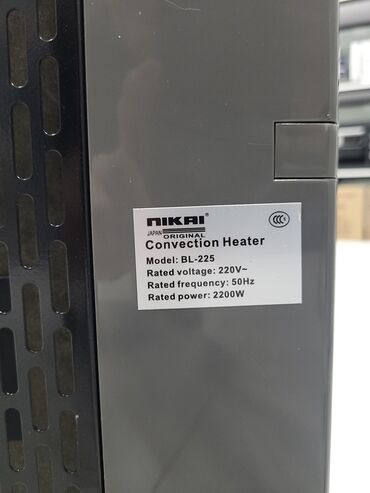 NIKAI
JAPAN ORIGINAL
Convection Heater
Model: BL-225
Rated voltage: 220V~
Rated frequency: 50Hz
Rated power: 2200W